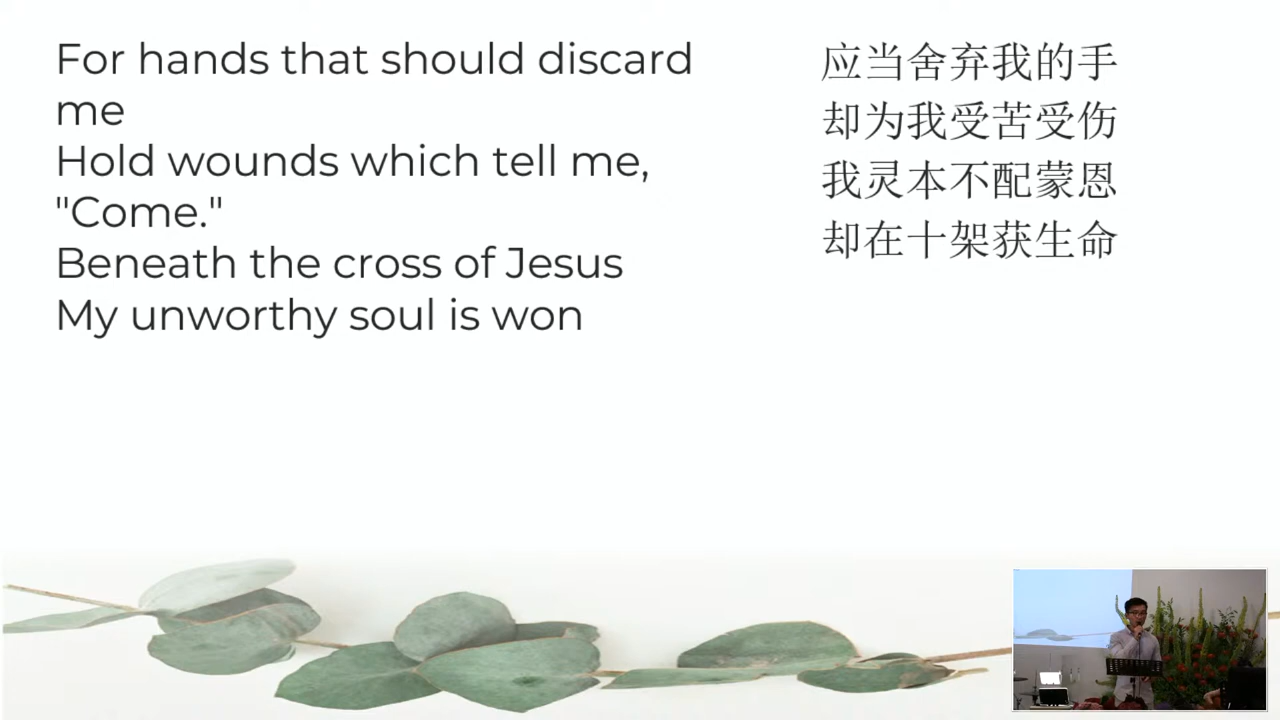 For hands that should discard
me
Hold wounds which tell me,
"Come."
Beneath the cross of Jesus
My unworthy soul is won
应当舍弃我的手
却为我受苦受伤
我灵本不配蒙恩
却在十架获生命